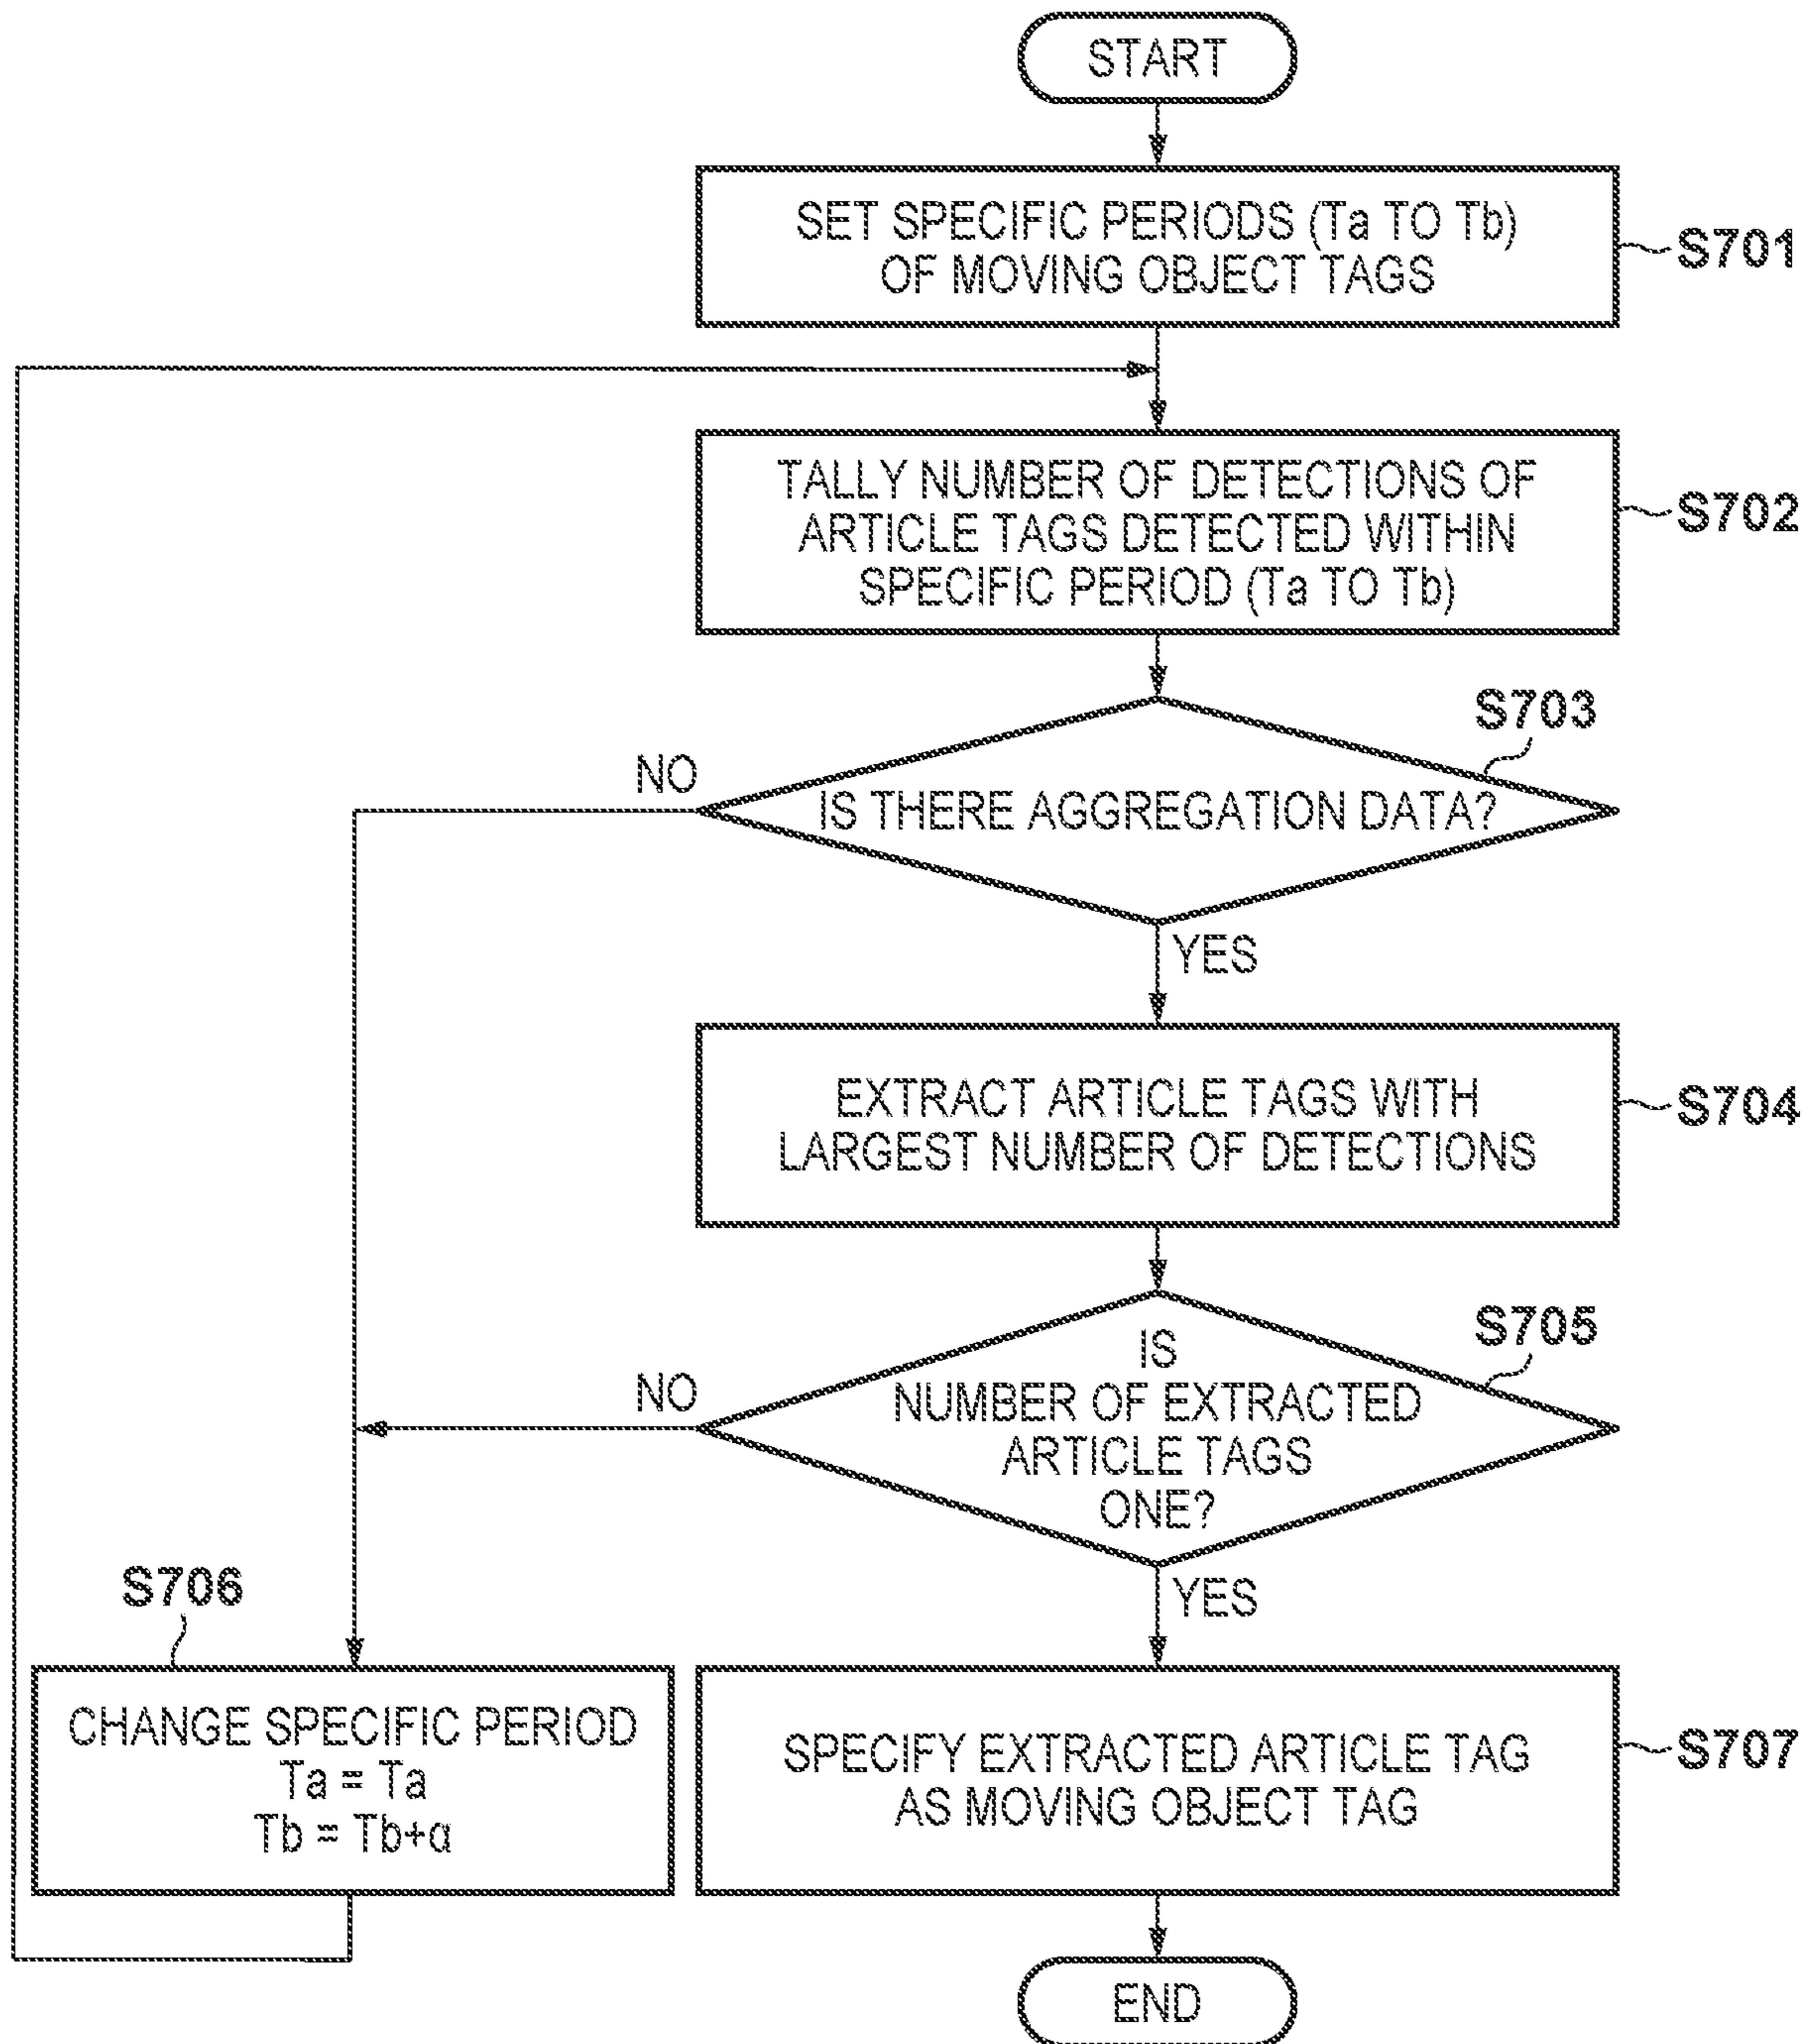 START
SET SPECIFIC PERIODS (Ta TO Tb)
OF MOVING OBJECT TAGS
S701
TALLY NUMBER OF DETECTIONS OF
ARTICLE TAGS DETECTED WITHIN
SPECIFIC PERIOD (Ta TO Tb)
S702
S703
NO
IS THERE AGGREGATION DATA?
YES
EXTRACT ARTICLE TAGS WITH
LARGEST NUMBER OF DETECTIONS
S704
S705
NO
IS
NUMBER OF EXTRACTED
ARTICLE TAGS
ONE?
YES
S706
CHANGE SPECIFIC PERIOD
Ta = Ta
Tb = Tb+α
SPECIFY EXTRACTED ARTICLE TAG
AS MOVING OBJECT TAG
S707
END